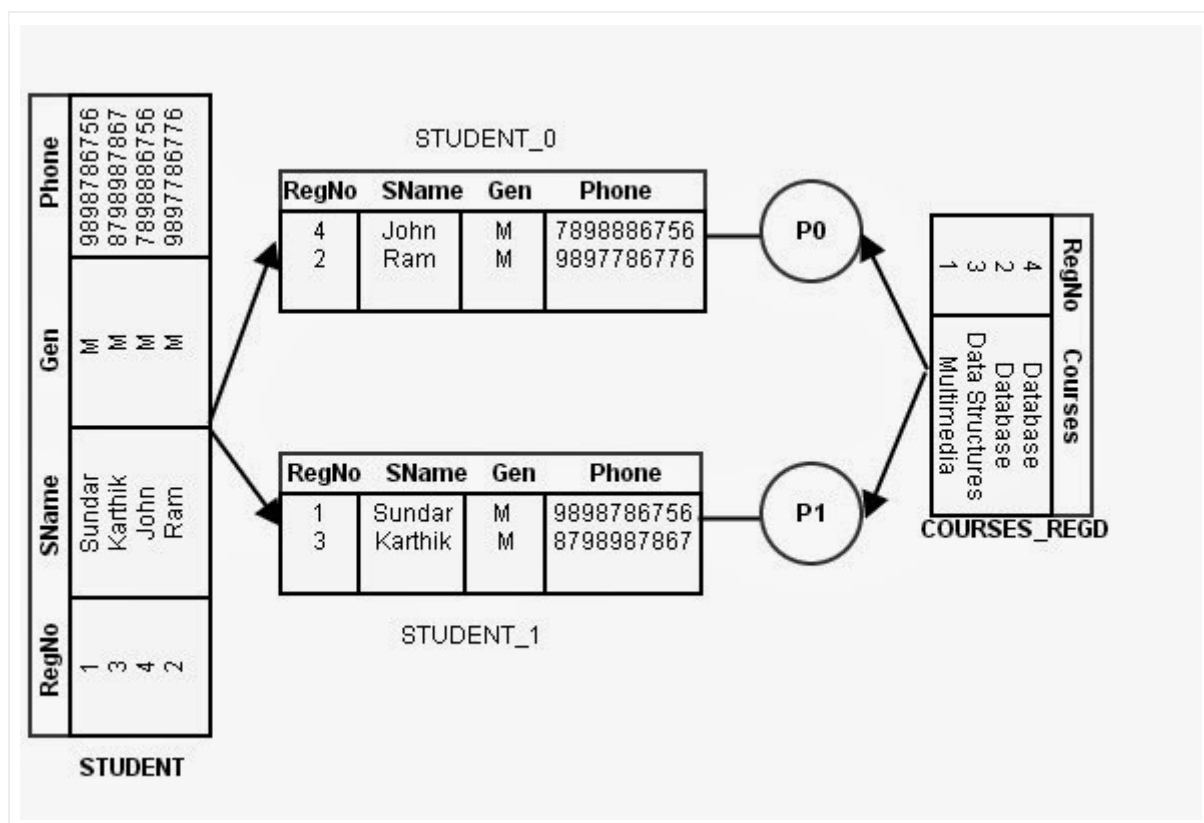 RegNo SName Gen Phone
1 Sundar M 9898786756
3 Karthik M 8798987867
4 John M 7898886756
2 Ram M 9897786776
STUDENT
STUDENT_0
RegNo SName Gen Phone
4 John M 7898886756
2 Ram M 9897786776
P0
RegNo SName Gen Phone
1 Sundar M 9898786756
3 Karthik M 8798987867
STUDENT_1
P1
RegNo Courses
4 Database
2 Database
3 Data Structures
1 Multimedia
COURSES_REGD